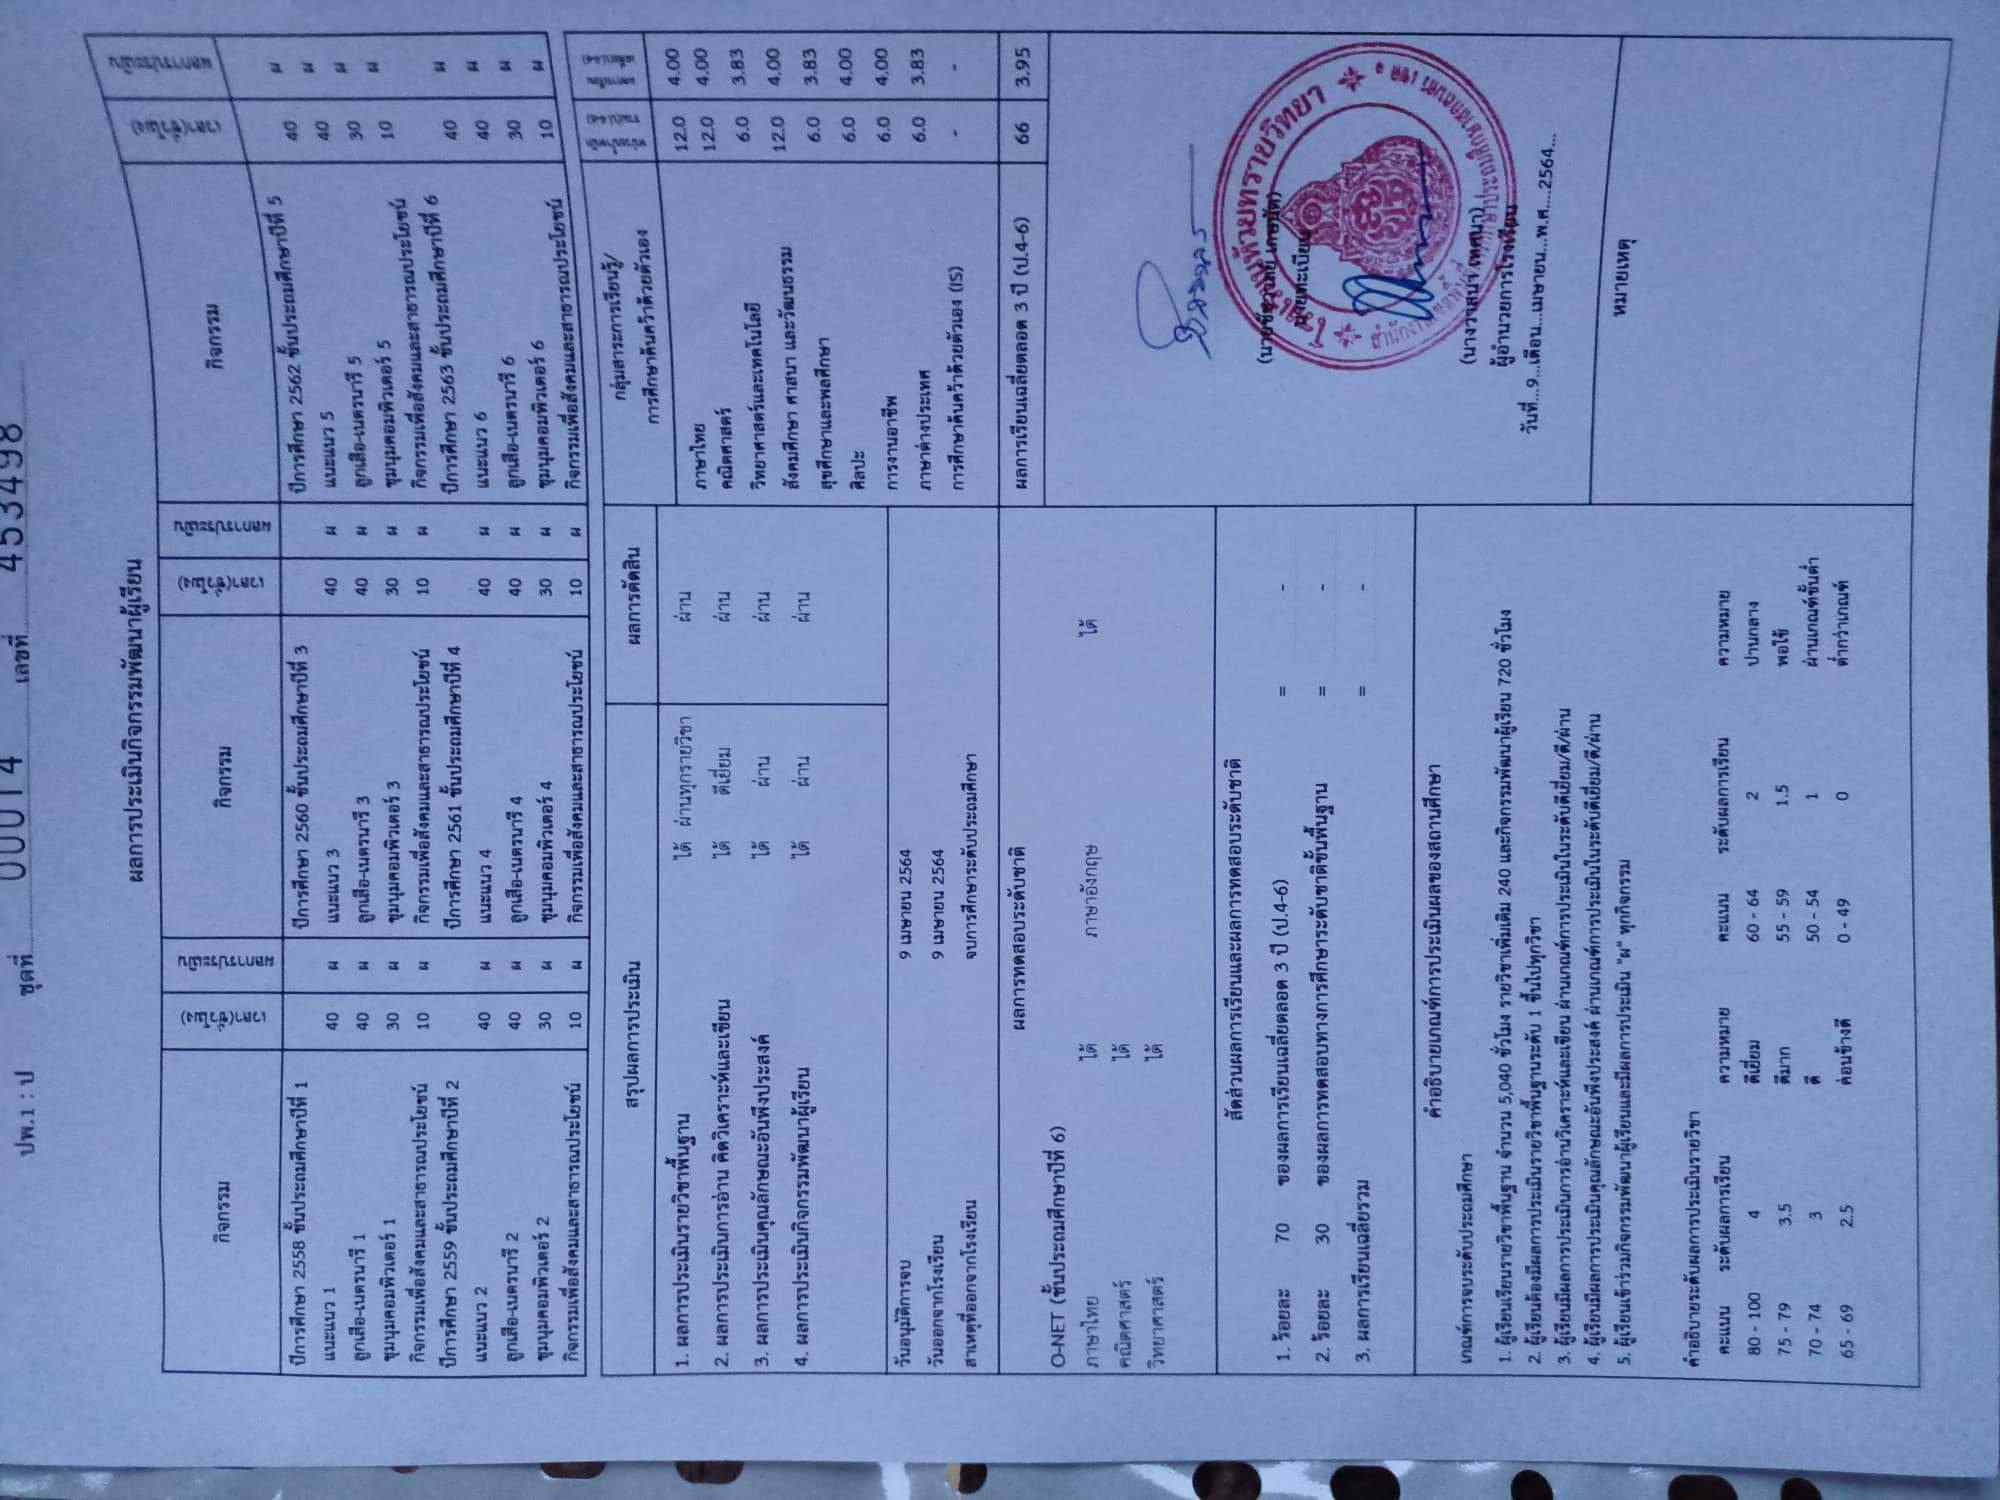 ปพ.1 : ป ชุดที่ 00014 เลขที่ 453498
ผลการประเมินกิจกรรมพัฒนาผู้เรียน
กิจกรรม เวลา(ชั่วโมง) ผลการประเมิน กิจกรรม เวลา(ชั่วโมง) ผลการประเมิน กิจกรรม เวลา(ชั่วโมง) ผลการประเมิน
ปีการศึกษา 2558 ชั้นประถมศึกษาปีที่ 1 ปีการศึกษา 2560 ชั้นประถมศึกษาปีที่ 3 ปีการศึกษา 2562 ชั้นประถมศึกษาปีที่ 5
แนะแนว 1 40 ผ แนะแนว 3 40 ผ แนะแนว 5 40 ผ
ลูกเสือ-เนตรนารี 1 40 ผ ลูกเสือ-เนตรนารี 3 40 ผ ลูกเสือ-เนตรนารี 5 40 ผ
ชุมนุมคอมพิวเตอร์ 1 30 ผ ชุมนุมคอมพิวเตอร์ 3 30 ผ ชุมนุมคอมพิวเตอร์ 5 30 ผ
กิจกรรมเพื่อสังคมและสาธารณประโยชน์ 10 ผ กิจกรรมเพื่อสังคมและสาธารณประโยชน์ 10 ผ กิจกรรมเพื่อสังคมและสาธารณประโยชน์ 10 ผ
ปีการศึกษา 2559 ชั้นประถมศึกษาปีที่ 2 ปีการศึกษา 2561 ชั้นประถมศึกษาปีที่ 4 ปีการศึกษา 2563 ชั้นประถมศึกษาปีที่ 6
แนะแนว 2 40 ผ แนะแนว 4 40 ผ แนะแนว 6 40 ผ
ลูกเสือ-เนตรนารี 2 40 ผ ลูกเสือ-เนตรนารี 4 40 ผ ลูกเสือ-เนตรนารี 6 40 ผ
ชุมนุมคอมพิวเตอร์ 2 30 ผ ชุมนุมคอมพิวเตอร์ 4 30 ผ ชุมนุมคอมพิวเตอร์ 6 30 ผ
กิจกรรมเพื่อสังคมและสาธารณประโยชน์ 10 ผ กิจกรรมเพื่อสังคมและสาธารณประโยชน์ 10 ผ กิจกรรมเพื่อสังคมและสาธารณประโยชน์ 10 ผ
สรุปผลการประเมิน ผลการตัดสิน
1. ผลการประเมินรายวิชาพื้นฐาน ได้ ผ่านทุกรายวิชา ผ่าน
2. ผลการประเมินการอ่าน คิดวิเคราะห์และเขียน ได้ ดีเยี่ยม ผ่าน
3. ผลการประเมินคุณลักษณะอันพึงประสงค์ ได้ ผ่าน ผ่าน
4. ผลการประเมินกิจกรรมพัฒนาผู้เรียน ได้ ผ่าน ผ่าน
วันอนุมัติการจบ 9 เมษายน 2564
วันออกจากโรงเรียน 9 เมษายน 2564
สาเหตุที่ออกจากโรงเรียน จบการศึกษาระดับประถมศึกษา
ผลการทดสอบระดับชาติ
O-NET (ชั้นประถมศึกษาปีที่ 6)
ภาษาไทย ได้ ภาษาอังกฤษ ได้
คณิตศาสตร์ ได้
วิทยาศาสตร์ ได้
สัดส่วนผลการเรียนและผลการทดสอบระดับชาติ
1. ร้อยละ 70 ของผลการเรียนเฉลี่ยตลอด 3 ปี (ป.4-6) = -
2. ร้อยละ 30 ของผลการทดสอบทางการศึกษาระดับชาติขั้นพื้นฐาน = -
3. ผลการเรียนเฉลี่ยรวม = -
คำอธิบายเกณฑ์การประเมินผลของสถานศึกษา
เกณฑ์การจบระดับประถมศึกษา
1. ผู้เรียนเรียนรายวิชาพื้นฐาน จำนวน 5,040 ชั่วโมง รายวิชาเพิ่มเติม 240 และกิจกรรมพัฒนาผู้เรียน 720 ชั่วโมง
2. ผู้เรียนต้องมีผลการประเมินรายวิชาพื้นฐานระดับ 1 ขึ้นไปทุกวิชา
3. ผู้เรียนมีผลการประเมินการอ่านวิเคราะห์และเขียน ผ่านเกณฑ์การประเมินในระดับดีเยี่ยม/ดี/ผ่าน
4. ผู้เรียนมีผลการประเมินคุณลักษณะอันพึงประสงค์ ผ่านเกณฑ์การประเมินในระดับดีเยี่ยม/ดี/ผ่าน
5. ผู้เรียนเข้าร่วมกิจกรรมพัฒนาผู้เรียนและมีผลการประเมิน "ผ" ทุกกิจกรรม
คำอธิบายระดับผลการประเมินรายวิชา
คะแนน ระดับผลการเรียน ความหมาย คะแนน ระดับผลการเรียน ความหมาย
80 - 100 4 ดีเยี่ยม 60 - 64 2 ปานกลาง
75 - 79 3.5 ดีมาก 55 - 59 1.5 พอใช้
70 - 74 3 ดี 50 - 54 1 ผ่านเกณฑ์ขั้นต่ำ
65 - 69 2.5 ค่อนข้างดี 0 - 49 0 ต่ำกว่าเกณฑ์
กลุ่มสาระการเรียนรู้/
การศึกษาค้นคว้าด้วยตัวเอง
ภาษาไทย 12.0 4.00
คณิตศาสตร์ 12.0 4.00
วิทยาศาสตร์และเทคโนโลยี 6.0 3.83
สังคมศึกษา ศาสนา และวัฒนธรรม 12.0 4.00
สุขศึกษาและพลศึกษา 6.0 3.83
ศิลปะ 6.0 4.00
การงานอาชีพ 6.0 4.00
ภาษาต่างประเทศ 6.0 3.83
การศึกษาค้นคว้าด้วยตัวเอง (IS) - -
ผลการเรียนเฉลี่ยตลอด 3 ปี (ป.4-6) 66 3.95
นายทะเบียน
ผู้อำนวยการโรงเรียน
วันที่...9...เดือน...เมษายน...พ.ศ....2564...
หมายเหตุ